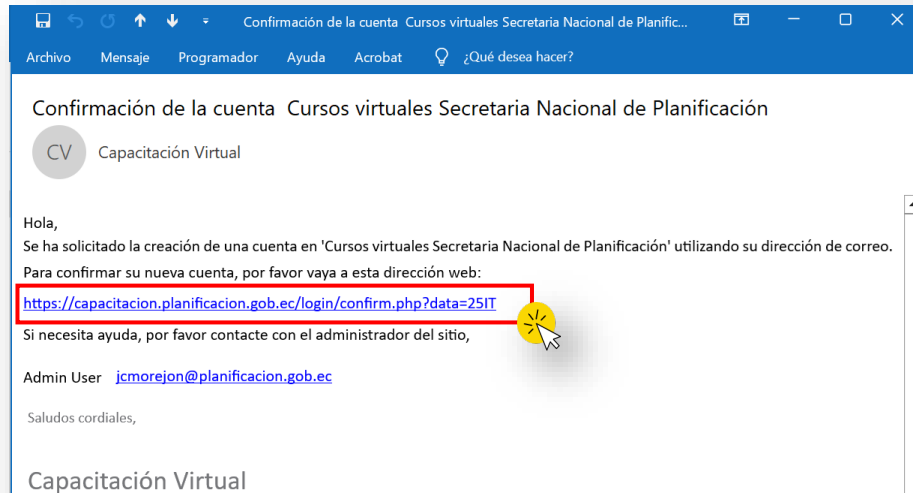 Confirmación de la cuenta Cursos virtuales Secretaria Nacional de Planific...
Archivo Mensaje Programador Ayuda Acrobat ¿Qué desea hacer?
Confirmación de la cuenta Cursos virtuales Secretaria Nacional de Planificación
CV Capacitación Virtual
Hola,
Se ha solicitado la creación de una cuenta en 'Cursos virtuales Secretaria Nacional de Planificación' utilizando su dirección de correo.
Para confirmar su nueva cuenta, por favor vaya a esta dirección web:
https://capacitacion.planificacion.gob.ec/login/confirm.php?data=25IT
Si necesita ayuda, por favor contacte con el administrador del sitio,
Admin User jcmorejon@planificacion.gob.ec
Saludos cordiales,
Capacitación Virtual